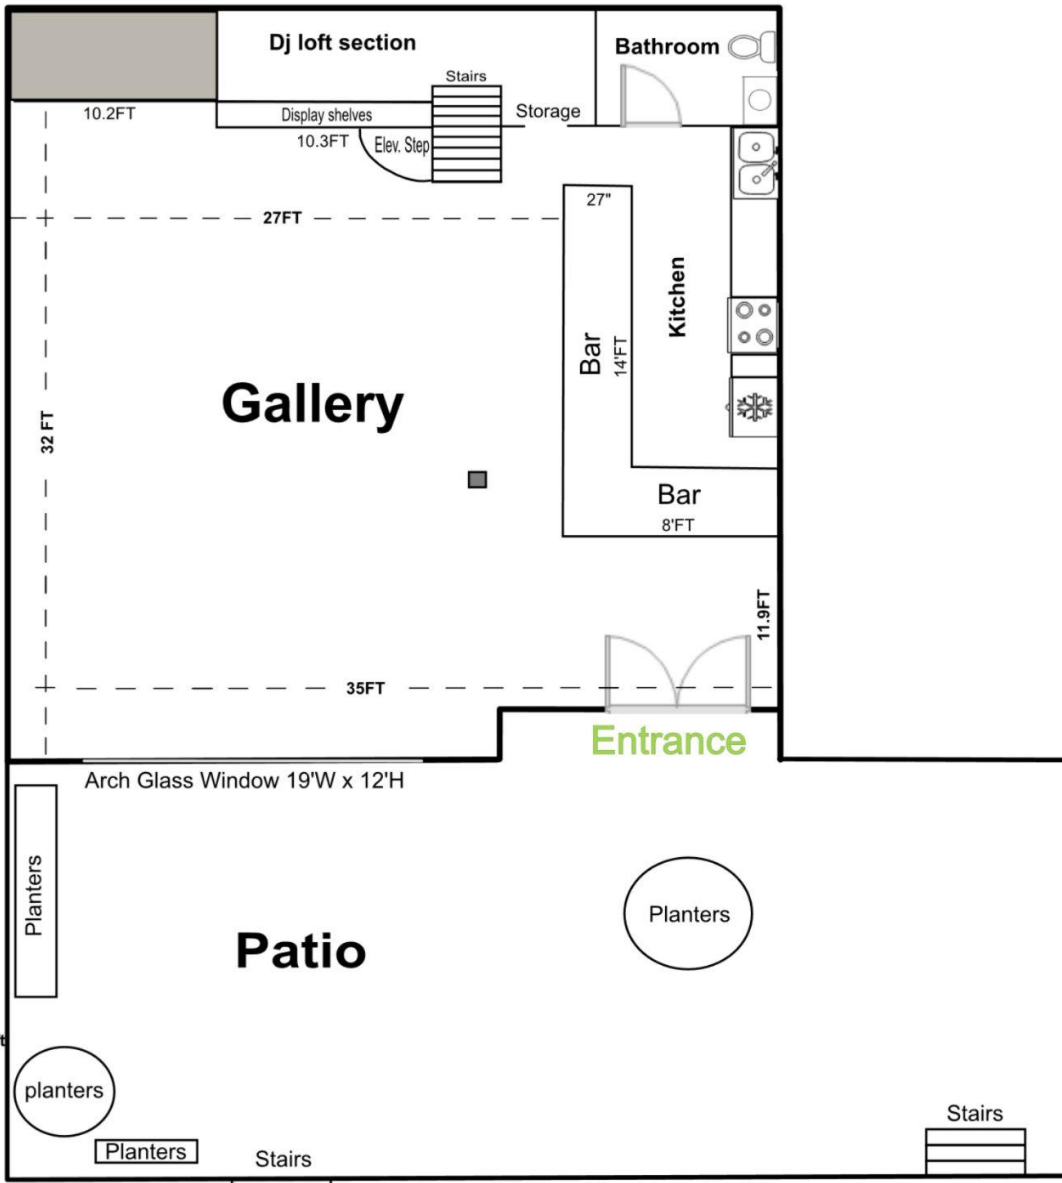 Dj loft section
Bathroom
Stairs
10.2FT
Display shelves
Storage
10.3FT
Elev. Step
27"
27FT
Kitchen
Bar
14'FT
Gallery
32 FT
Bar
8'FT
11.9FT
35FT
Entrance
Arch Glass Window 19'W x 12'H
Planters
Planters
Patio
planters
Planters
Stairs
Stairs